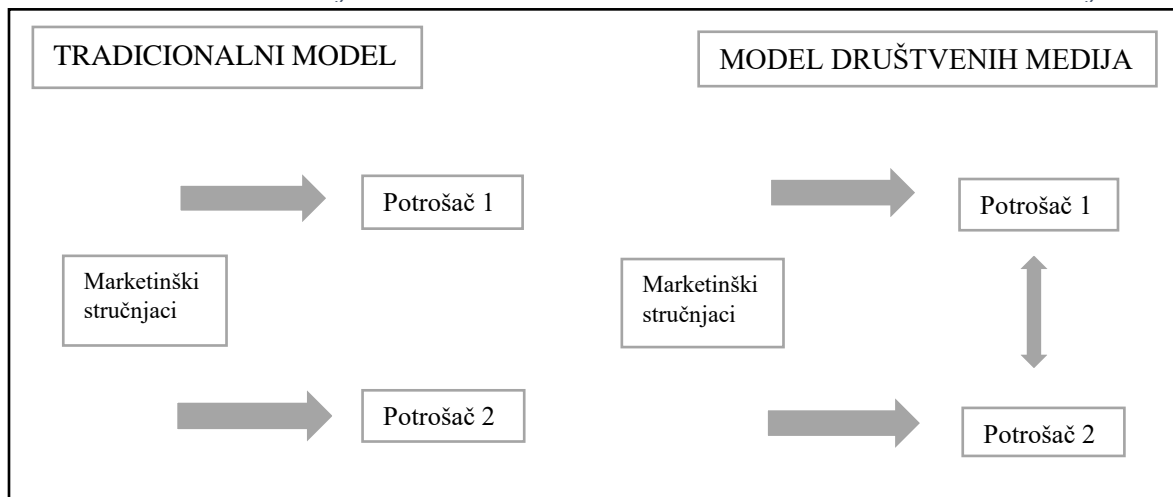 TRADICIONALNI MODEL
Potrošač 1
Marketinški
stručnjaci
Potrošač 2
MODEL DRUŠTVENIH MEDIJA
Potrošač 1
Marketinški
stručnjaci
Potrošač 2